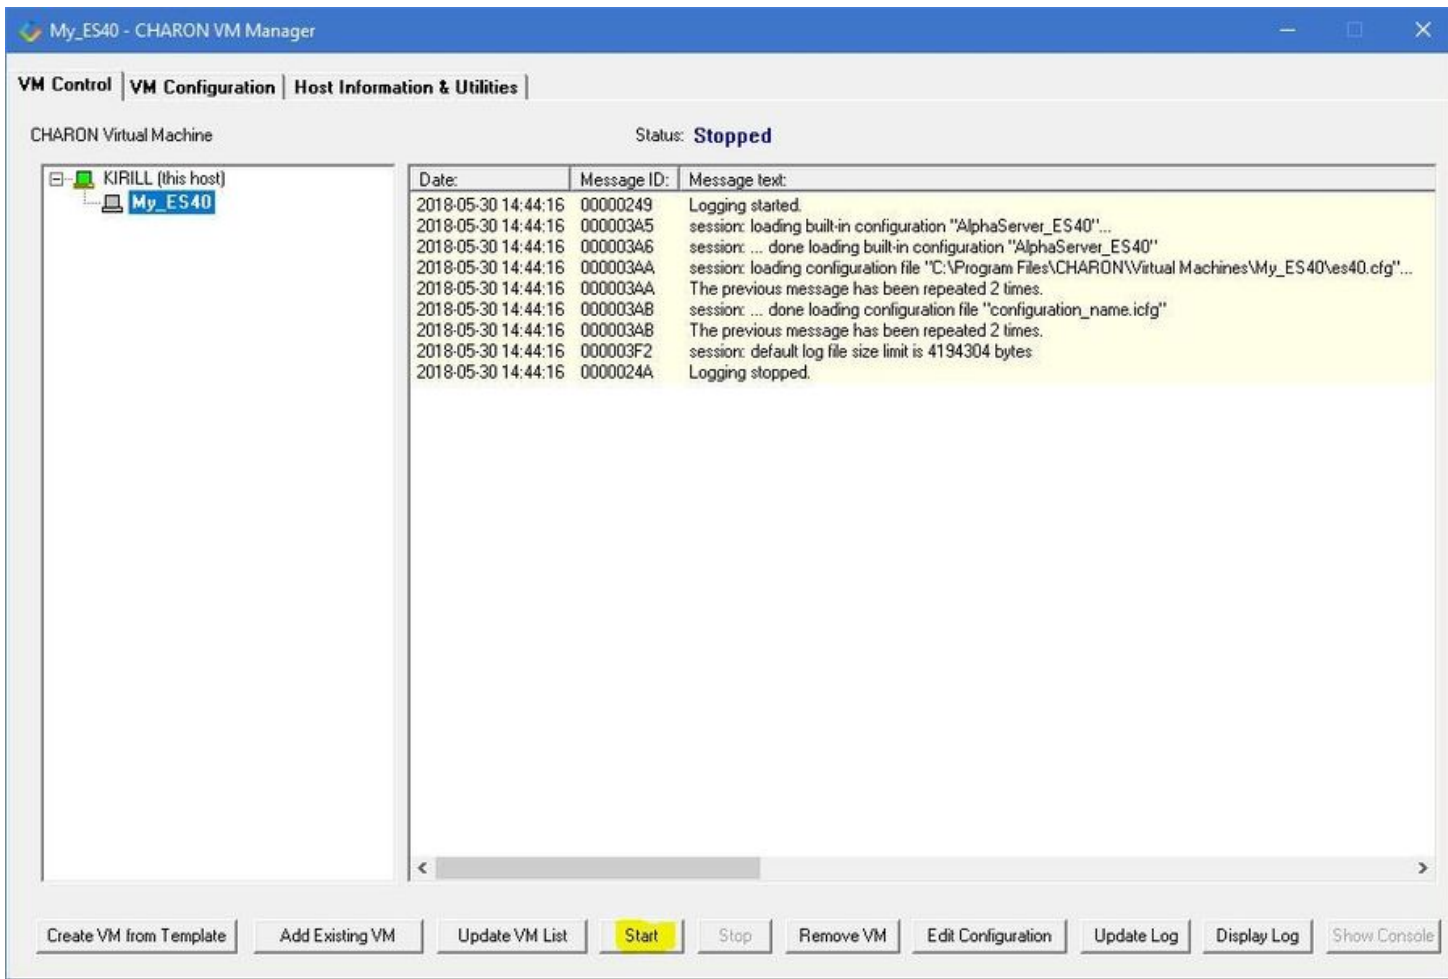 My_ES40 - CHARON VM Manager
VM Control VM Configuration Host Information & Utilities
CHARON Virtual Machine Status: Stopped
KIRILL (this host)
My_ES40
Date: Message ID: Message text:
2018-05-30 14:44:16 00000249 Logging started.
2018-05-30 14:44:16 000003A5 session: loading built-in configuration "AlphaServer_ES40"...
2018-05-30 14:44:16 000003A6 session: ... done loading built-in configuration "AlphaServer_ES40"
2018-05-30 14:44:16 000003AA session: loading configuration file "C:\Program Files\CHARON\Virtual Machines\My_ES40\es40.cfg"...
2018-05-30 14:44:16 000003AA The previous message has been repeated 2 times.
2018-05-30 14:44:16 000003AB session: ... done loading configuration file "configuration_name.icfg"
2018-05-30 14:44:16 000003AB The previous message has been repeated 2 times.
2018-05-30 14:44:16 000003F2 session: default log file size limit is 4194304 bytes
2018-05-30 14:44:16 0000024A Logging stopped.
Create VM from Template Add Existing VM Update VM List Start Stop Remove VM Edit Configuration Update Log Display Log Show Console